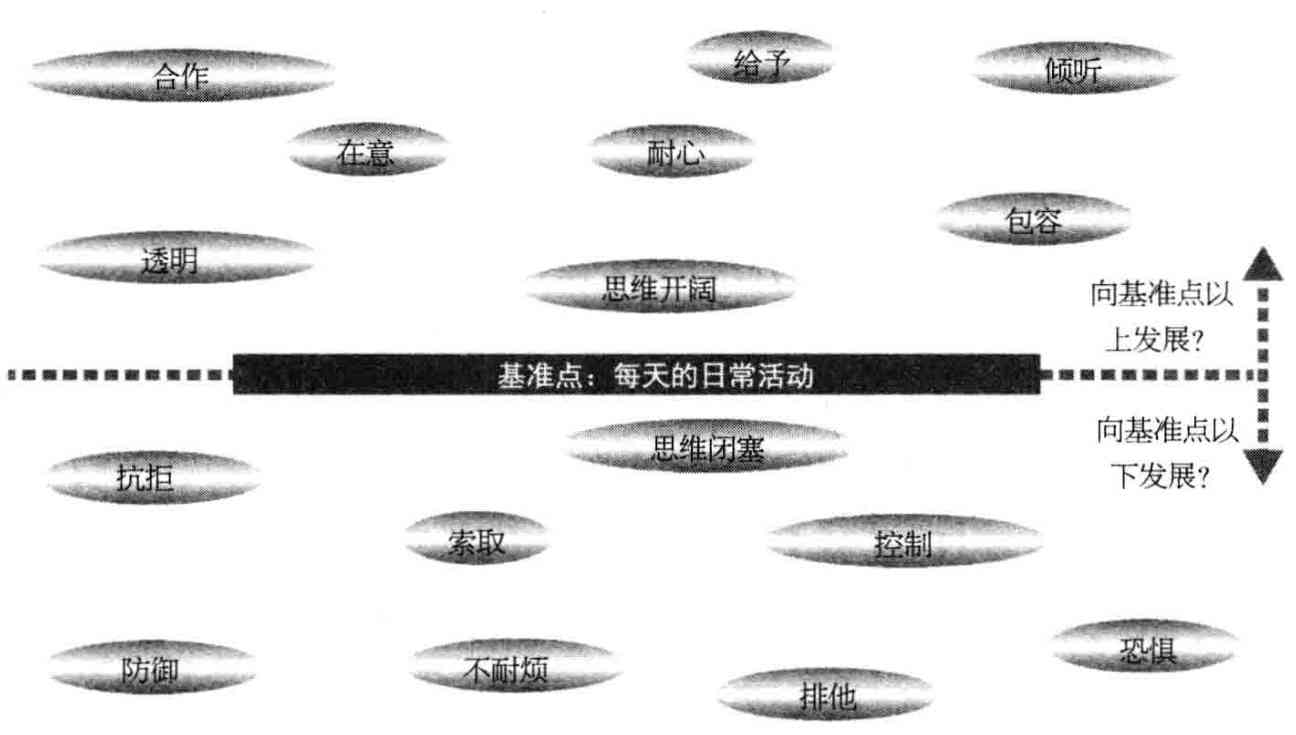 合作
给予
倾听
在意
耐心
包容
透明
思维开阔
向基准点以
上发展?
基准点：每天的日常活动
思维闭塞
向基准点以
下发展?
抗拒
索取
控制
防御
不耐烦
恐惧
排他